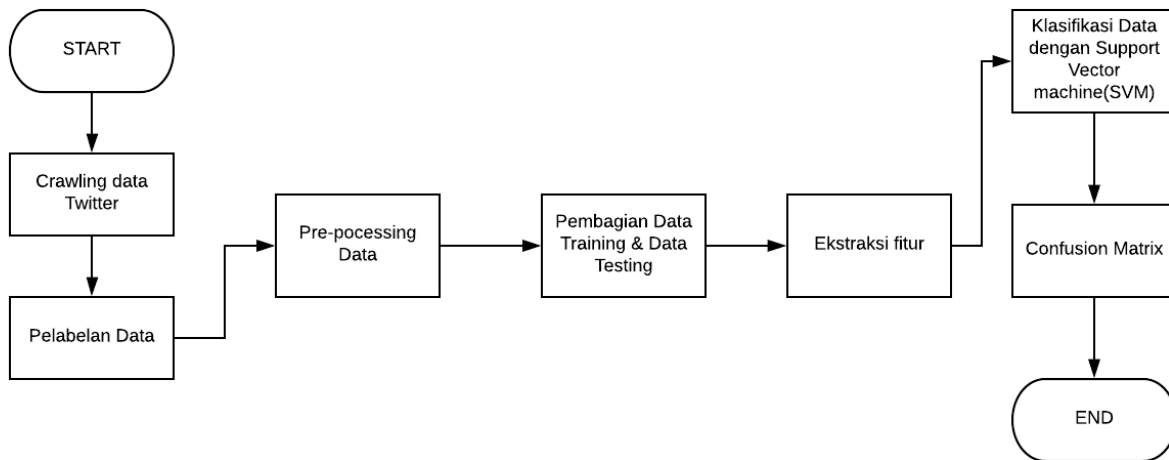 START
Crawling data
Twitter
Pelabelan Data
Pre-pocessing
Data
Pembagian Data
Training & Data
Testing
Ekstraksi fitur
Klasifikasi Data
dengan Support
Vector
machine(SVM)
Confusion Matrix
END